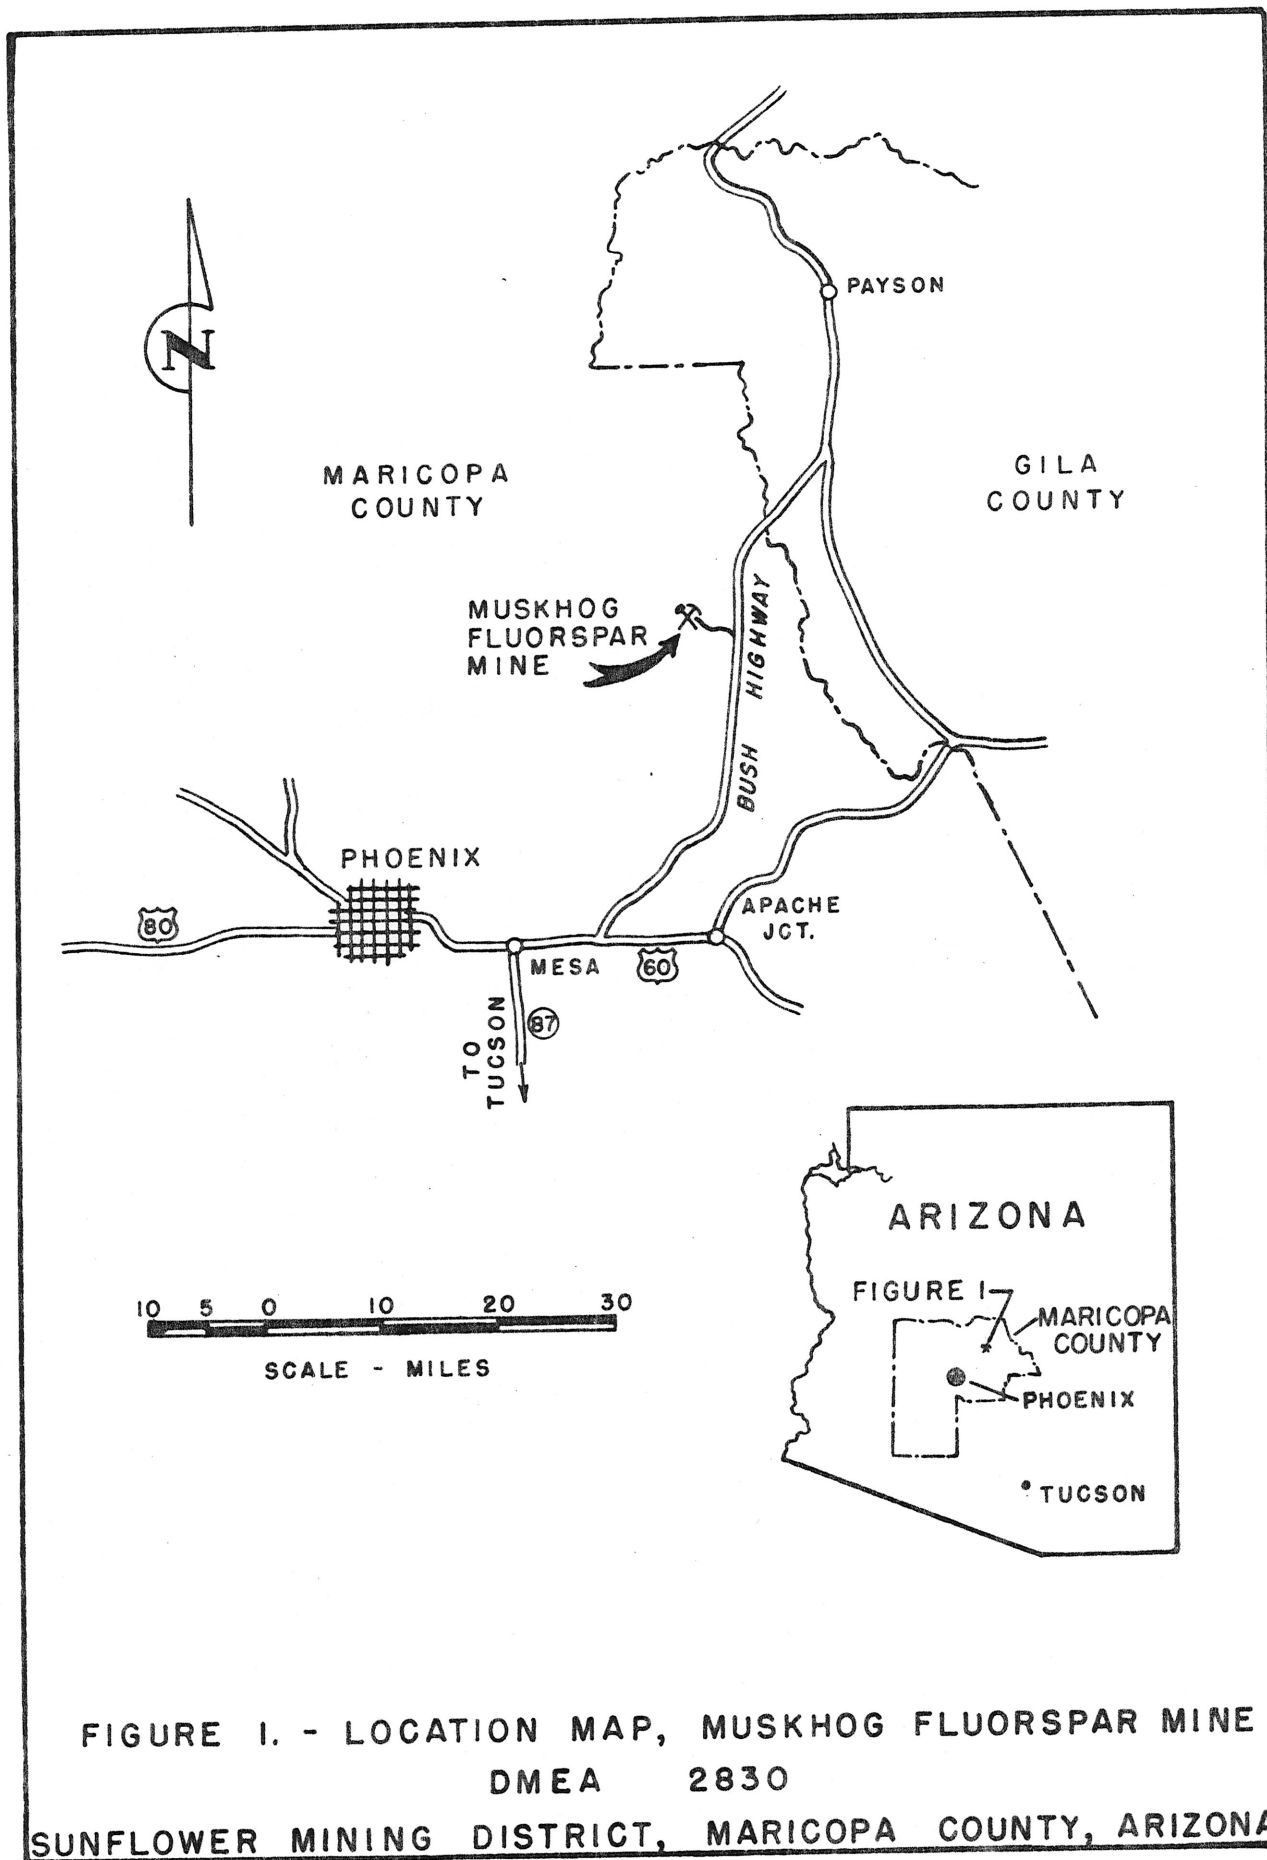 N
PAYSON
MARICOPA
COUNTY
GILA
COUNTY
MUSKHOG
FLUORSPAR
MINE
BUSH HIGHWAY
PHOENIX
80
APACHE
JCT.
MESA
60
87
TO
TUCSON
ARIZONA
FIGURE 1
MARICOPA
COUNTY
PHOENIX
TUCSON
10 5 0 10 20 30
SCALE - MILES
FIGURE 1. - LOCATION MAP, MUSKHOG FLUORSPAR MINE
DMEA 2830
SUNFLOWER MINING DISTRICT, MARICOPA COUNTY, ARIZONA